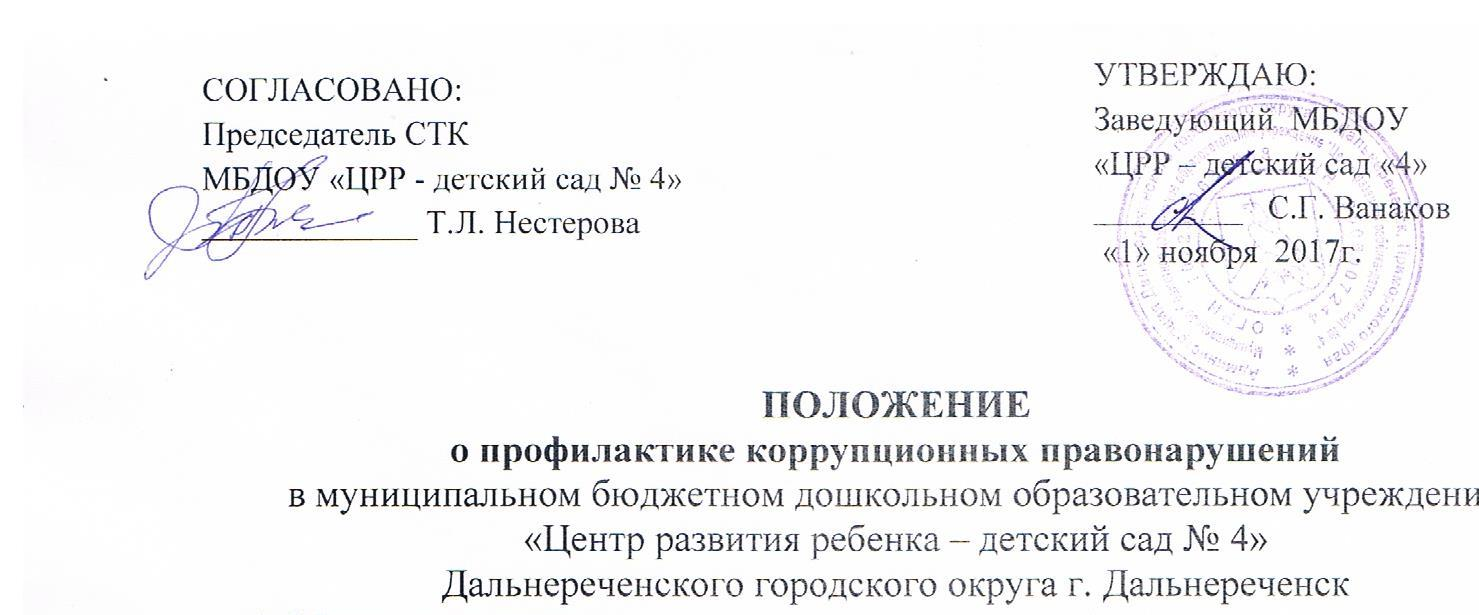 СОГЛАСОВАНО:
Председатель СТК
МБДОУ «ЦРР - детский сад № 4»
______________ Т.Л. Нестерова
УТВЕРЖДАЮ:
Заведующий МБДОУ
«ЦРР – детский сад «4»
__________ С.Г. Ванаков
«1» ноября 2017г.
ПОЛОЖЕНИЕ
о профилактике коррупционных правонарушений
в муниципальном бюджетном дошкольном образовательном учреждени
«Центр развития ребенка – детский сад № 4»
Дальнереченского городского округа г. Дальнереченск